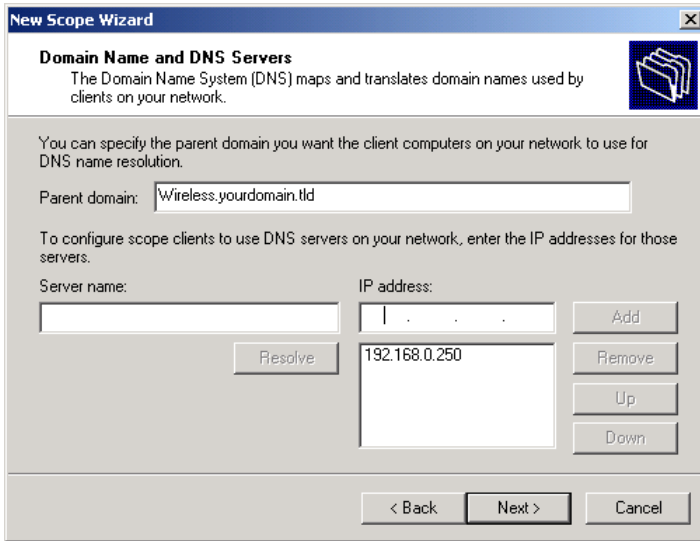 New Scope Wizard
Domain Name and DNS Servers
The Domain Name System (DNS) maps and translates domain names used by
clients on your network.
You can specify the parent domain you want the client computers on your network to use for
DNS name resolution.
Parent domain: Wireless.yourdomain.tld
To configure scope clients to use DNS servers on your network, enter the IP addresses for those
servers.
Server name: IP address:
. . . Add
Resolve 192.168.0.250 Remove
Up
Down
< Back Next > Cancel